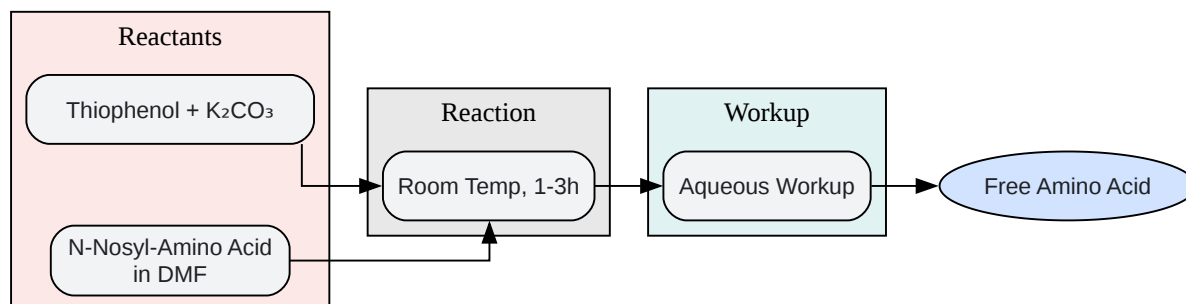 Reactants
Thiophenol + K₂CO₃
N-Nosyl-Amino Acid
in DMF
Reaction
Room Temp, 1-3h
Workup
Aqueous Workup
Free Amino Acid